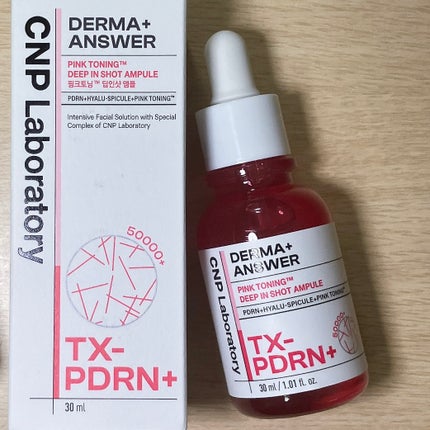 CNP Laboratory
DERMA+
ANSWER
PINK TONING™
DEEP IN SHOT AMPULE
핑크토닝™ 딥인샷 앰플
PDRN+HYALU-SPICULE+PINK TONING™
Intensive Facial Solution with Special
Complex of CNP Laboratory
50000+
TX-
PDRN+
30 ml
CNP Laboratory
DERMA+
ANSWER
PINK TONING™
DEEP IN SHOT AMPULE
PDRN+HYALU-SPICULE+PINK TONING™
50000+
TX-
PDRN+
30 ml / 1.01 fl. oz.